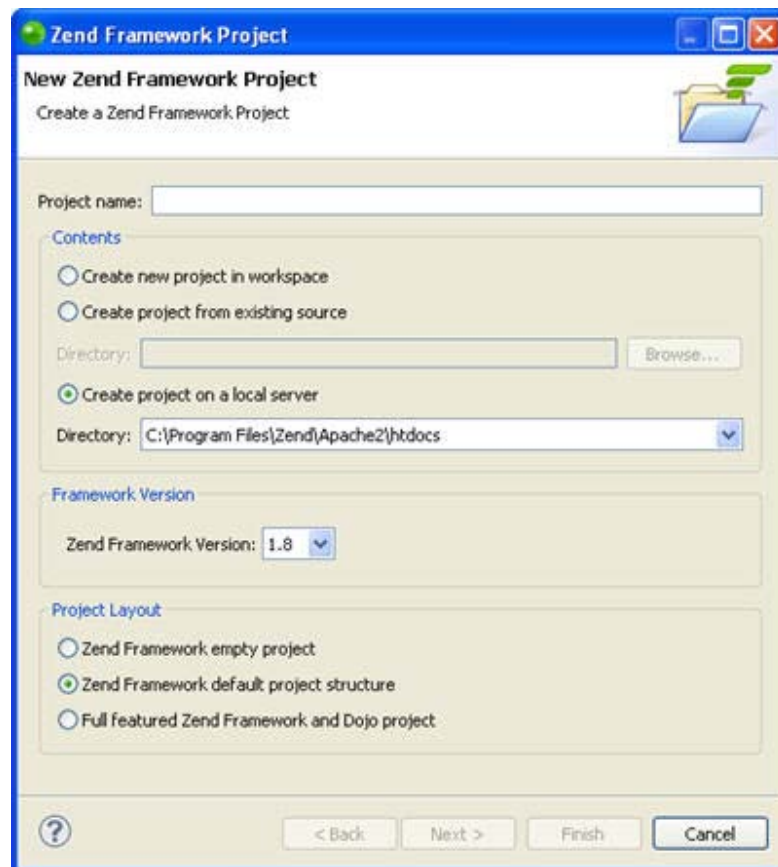 Zend Framework Project
New Zend Framework Project
Create a Zend Framework Project
Project name:
Contents
Create new project in workspace
Create project from existing source
Directory: Browse...
Create project on a local server
Directory: C:\Program Files\Zend\Apache2\htdocs
Framework Version
Zend Framework Version: 1.8
Project Layout
Zend Framework empty project
Zend Framework default project structure
Full featured Zend Framework and Dojo project
? < Back Next > Finish Cancel